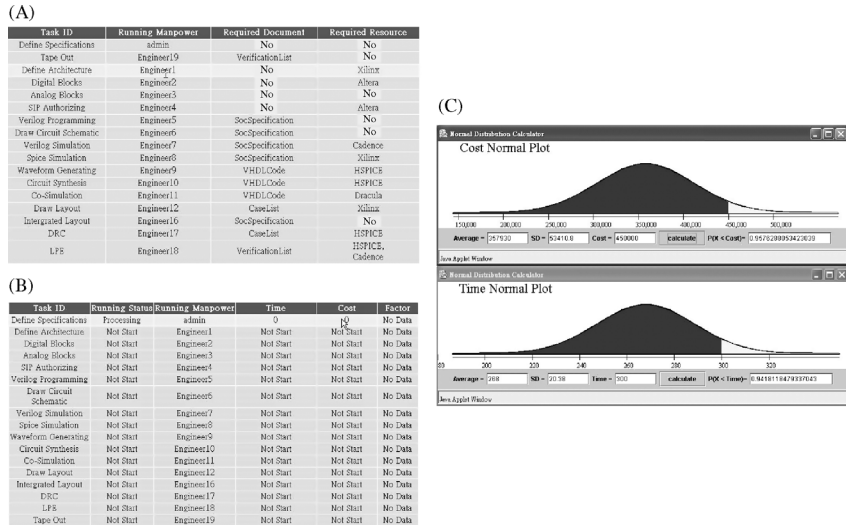 (A)
Task ID Running Manpower Required Document Required Resource
Define Specifications admin No No
Tape Out Engineer19 VerificationList No
Define Architecture Engineer1 No Xilinx
Digital Blocks Engineer2 No Altera
Analog Blocks Engineer3 No No
SIP Authorizing Engineer4 No Altera
Verilog Programming Engineer5 SocSpecification No
Draw Circuit Schematic Engineer6 SocSpecification No
Verilog Simulation Engineer7 SocSpecification Cadence
Spice Simulation Engineer8 SocSpecification Xilinx
Waveform Generating Engineer9 VHDLCode HSPICE
Circuit Synthesis Engineer10 VHDLCode HSPICE
Co-Simulation Engineer11 VHDLCode Dracula
Draw Layout Engineer12 CaseList Xilinx
Intergrated Layout Engineer16 SocSpecification No
DRC Engineer17 CaseList HSPICE
LPE Engineer18 VerificationList HSPICE,
Cadence
(B)
Task ID Running Status Running Manpower Time Cost Factor
Define Specifications Processing admin 0 0 No Data
Define Architecture Not Start Engineer1 Not Start Not Start No Data
Digital Blocks Not Start Engineer2 Not Start Not Start No Data
Analog Blocks Not Start Engineer3 Not Start Not Start No Data
SIP Authorizing Not Start Engineer4 Not Start Not Start No Data
Verilog Programming Not Start Engineer5 Not Start Not Start No Data
Draw Circuit
Schematic Not Start Engineer6 Not Start Not Start No Data
Verilog Simulation Not Start Engineer7 Not Start Not Start No Data
Spice Simulation Not Start Engineer8 Not Start Not Start No Data
Waveform Generating Not Start Engineer9 Not Start Not Start No Data
Circuit Synthesis Not Start Engineer10 Not Start Not Start No Data
Co-Simulation Not Start Engineer11 Not Start Not Start No Data
Draw Layout Not Start Engineer12 Not Start Not Start No Data
Intergrated Layout Not Start Engineer16 Not Start Not Start No Data
DRC Not Start Engineer17 Not Start Not Start No Data
LPE Not Start Engineer18 Not Start Not Start No Data
Tape Out Not Start Engineer19 Not Start Not Start No Data
(C)
Normal Distribution Calculator
Cost Normal Plot
150,000 200,000 250,000 300,000 350,000 400,000 450,000 500,000
Average = 357930 SD = 53410.8 Cost = 450000 calculate P(X < Cost)=
Java Applet Window
Normal Distribution Calculator
Time Normal Plot
80 200 220 240 260 280 300 320
Average = 268 SD = 20.38 Time = 300 calculate P(X < Time)=
Java Applet Window